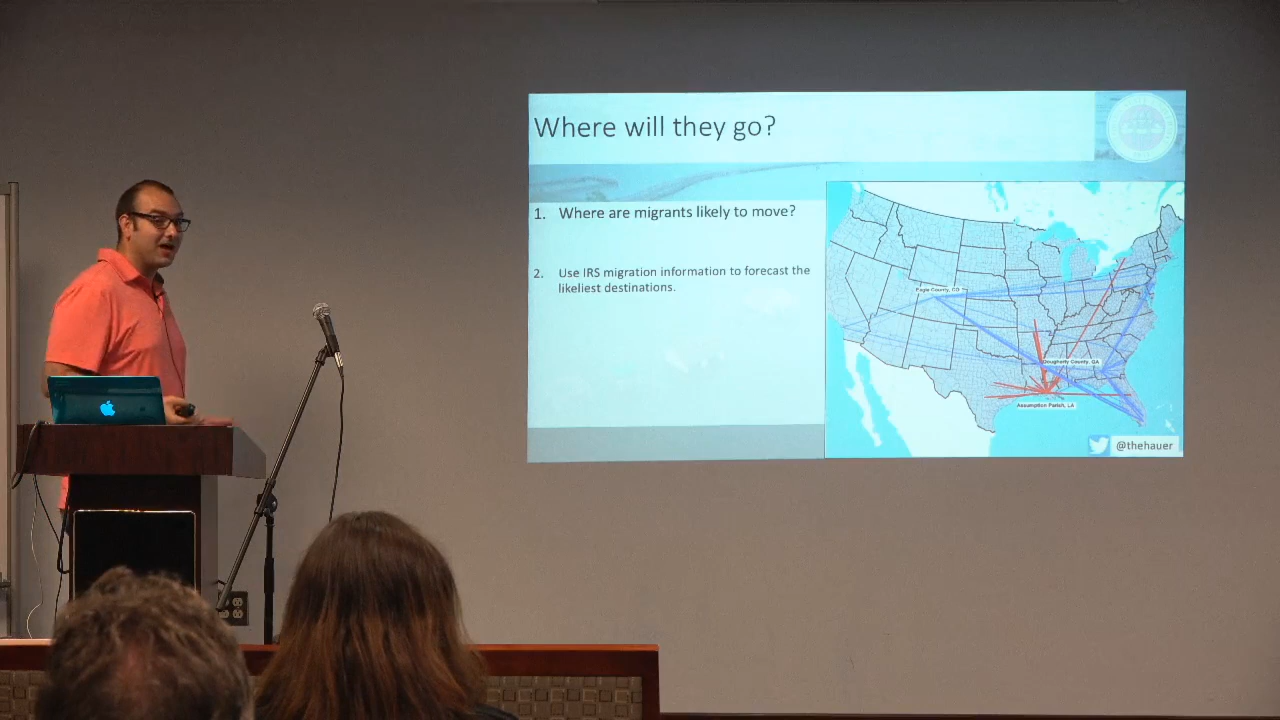 Where will they go?
1. Where are migrants likely to move?
2. Use IRS migration information to forecast the
likeliest destinations.
Eagle County, CO
Dougherty County, GA
Assumption Parish, LA
@thehauer